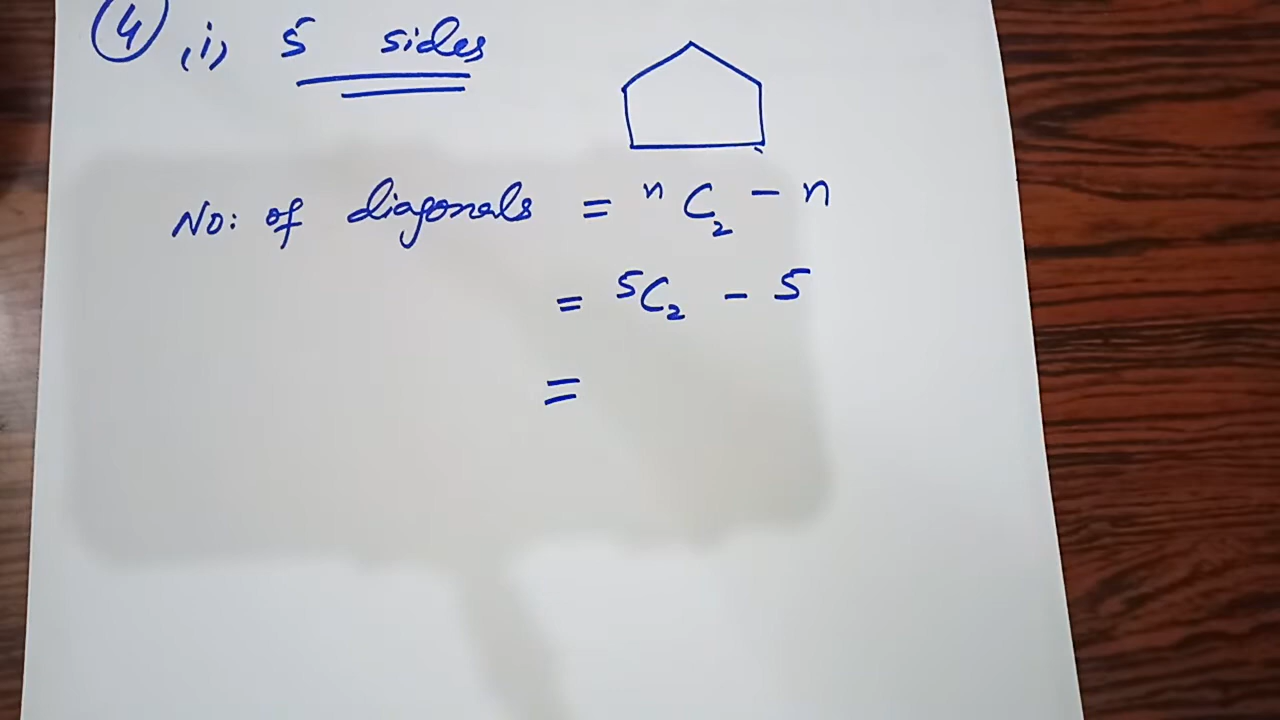 4 (i) 5 sides
No: of diagonals = ⁿC₂ - n
= ⁵C₂ - 5
=